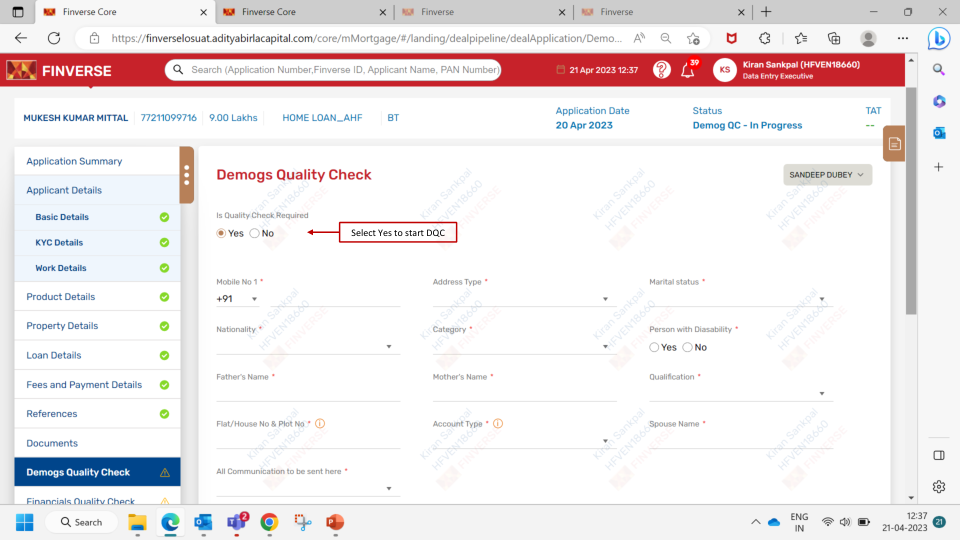 Finverse Core
Finverse Core
Finverse
Finverse
https://finverselosuat.adityabirlacapital.com/core/mMortgage/#/landing/dealpipeline/dealApplication/Demo...
FINVERSE
Search (Application Number,Finverse ID, Applicant Name, PAN Number)
21 Apr 2023 12:37
39
KS
Kiran Sankpal (HFVEN18660)
Data Entry Executive
MUKESH KUMAR MITTAL
77211099716
9.00 Lakhs
HOME LOAN_AHF
BT
Application Date
20 Apr 2023
Status
Demog QC - In Progress
TAT
--
Application Summary
Applicant Details
Basic Details
KYC Details
Work Details
Product Details
Property Details
Loan Details
Fees and Payment Details
References
Documents
Demogs Quality Check
Financials Quality Check
Demogs Quality Check
SANDEEP DUBEY
Is Quality Check Required
Yes No
Select Yes to start DQC
Mobile No 1 *
+91
Address Type *
Marital status *
Nationality *
Category *
Person with Diasability *
Yes No
Father's Name *
Mother's Name *
Qualification *
Flat/House No & Plot No *
Account Type *
Spouse Name *
All Communication to be sent here *
Kiran Sankpal
HFVEN18660
FINVERSE
Search
2
ENG
IN
12:37
21-04-2023
21